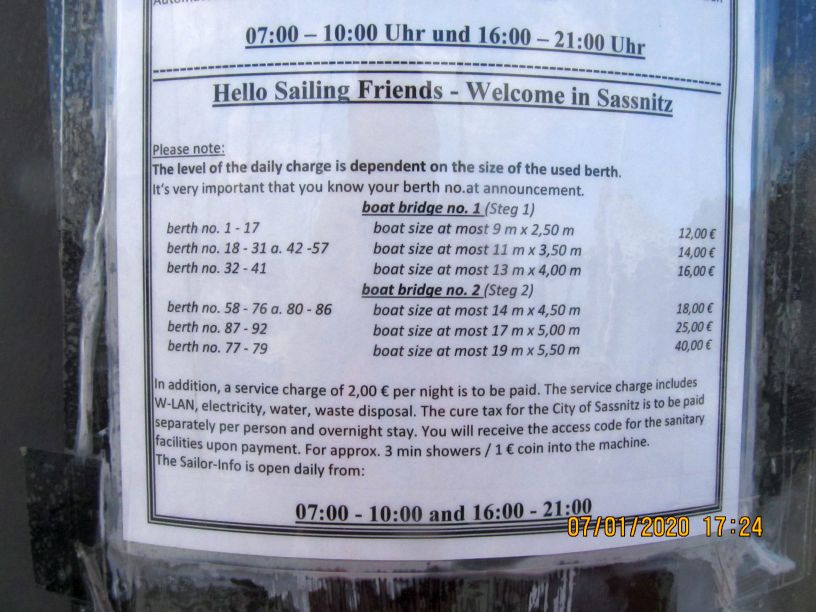 07:00 – 10:00 Uhr und 16:00 – 21:00 Uhr
Hello Sailing Friends - Welcome in Sassnitz
Please note:
The level of the daily charge is dependent on the size of the used berth.
It's very important that you know your berth no.at announcement.
boat bridge no. 1 (Steg 1)
berth no. 1 - 17 boat size at most 9 m x 2,50 m 12,00 €
berth no. 18 - 31 a. 42 -57 boat size at most 11 m x 3,50 m 14,00 €
berth no. 32 - 41 boat size at most 13 m x 4,00 m 16,00 €
boat bridge no. 2 (Steg 2)
berth no. 58 - 76 a. 80 - 86 boat size at most 14 m x 4,50 m 18,00 €
berth no. 87 - 92 boat size at most 17 m x 5,00 m 25,00 €
berth no. 77 - 79 boat size at most 19 m x 5,50 m 40,00 €
In addition, a service charge of 2,00 € per night is to be paid. The service charge includes
W-LAN, electricity, water, waste disposal. The cure tax for the City of Sassnitz is to be paid
separately per person and overnight stay. You will receive the access code for the sanitary
facilities upon payment. For approx. 3 min showers / 1 € coin into the machine.
The Sailor-Info is open daily from:
07:00 - 10:00 and 16:00 - 21:00
07/01/2020 17:24